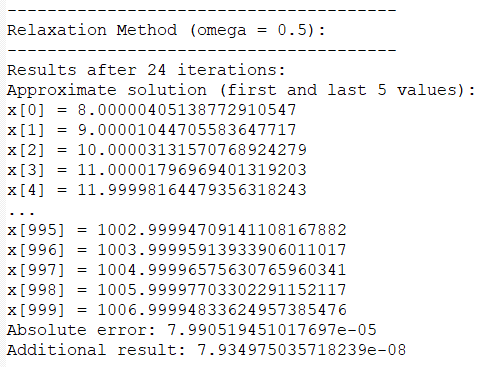 ---------------------------------------
Relaxation Method (omega = 0.5):
---------------------------------------
Results after 24 iterations:
Approximate solution (first and last 5 values):
x[0] = 8.00000405138772910547
x[1] = 9.00001044705583647717
x[2] = 10.00003131570768924279
x[3] = 11.00001796969401319203
x[4] = 11.99998164479356318243
...
x[995] = 1002.99994709141108167882
x[996] = 1003.99995913933906011017
x[997] = 1004.99996575630765960341
x[998] = 1005.99997703302291152117
x[999] = 1006.99994833624957385476
Absolute error: 7.990519451017697e-05
Additional result: 7.934975035718239e-08